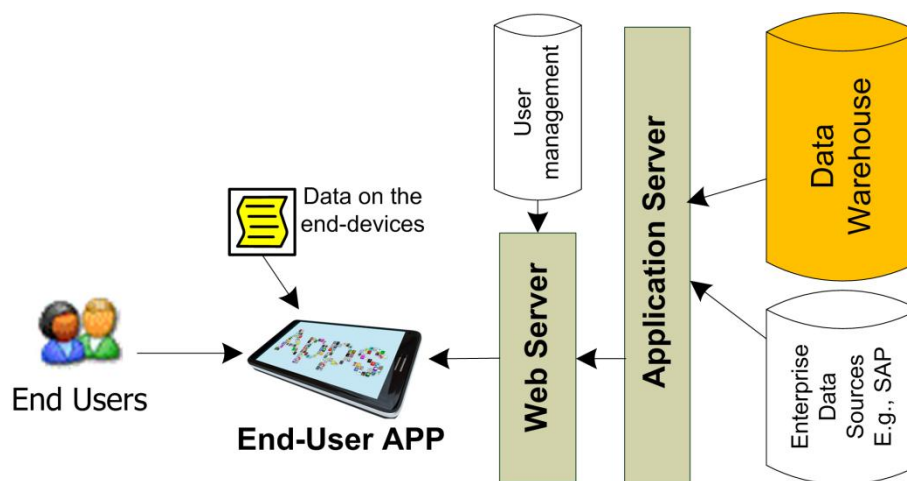 User
management
Data on the
end-devices
End Users
Apps
End-User APP
Web Server
Application Server
Data
Warehouse
Enterprise
Data
Sources
E.g., SAP